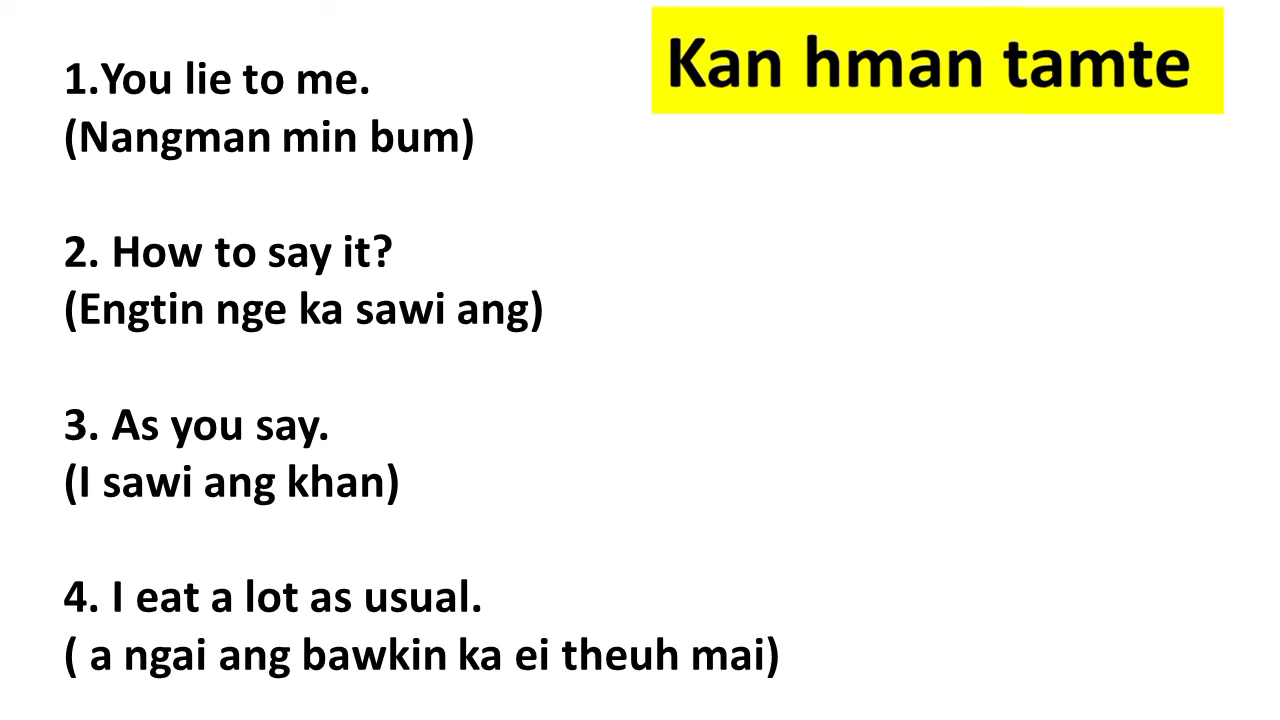 Kan hman tamte
1.You lie to me.
(Nangman min bum)
2. How to say it?
(Engtin nge ka sawi ang)
3. As you say.
(I sawi ang khan)
4. I eat a lot as usual.
( a ngai ang bawkin ka ei theuh mai)